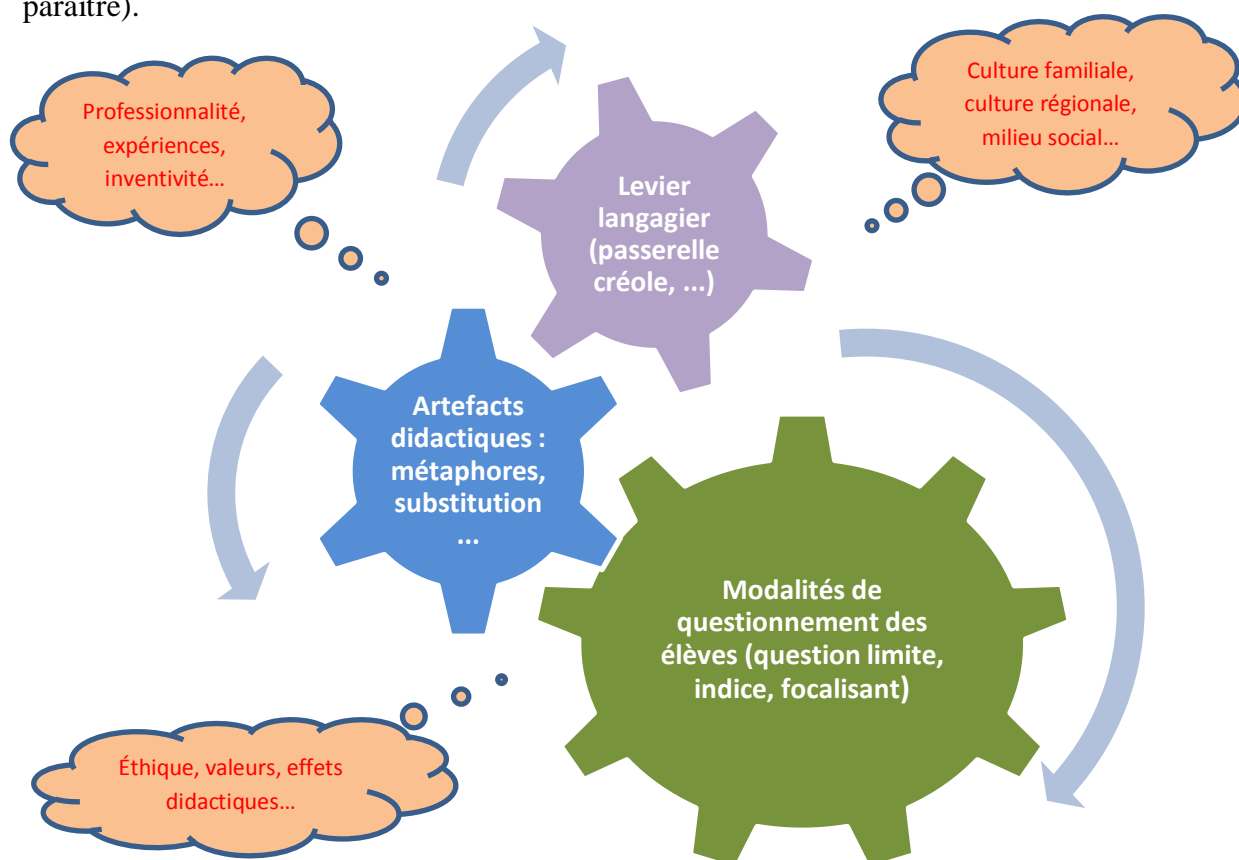 paraître).
Professionnalité,
expériences,
inventivité…
Culture familiale,
culture régionale,
milieu social…
Levier
langagier
(passerelle
créole, ...)
Artefacts
didactiques :
métaphores,
substitution
...
Modalités de
questionnement des
élèves (question limite,
indice, focalisant)
Éthique, valeurs, effets
didactiques…